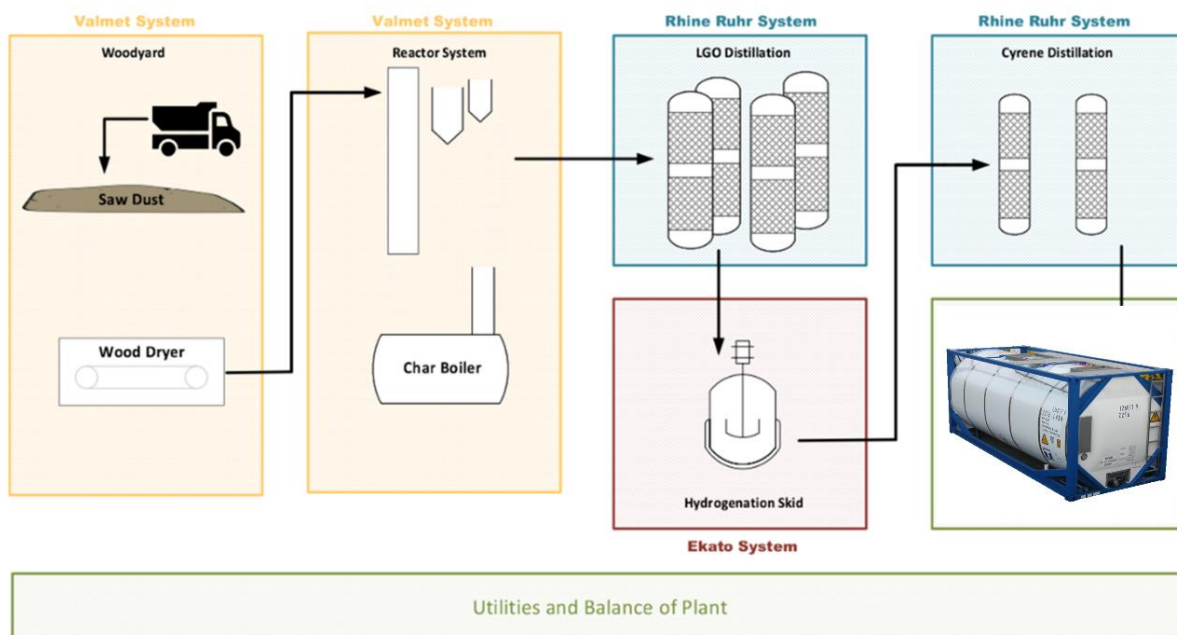 Valmet System
Woodyard
Saw Dust
Wood Dryer
Valmet System
Reactor System
Char Boiler
Rhine Ruhr System
LGO Distillation
Hydrogenation Skid
Ekato System
Rhine Ruhr System
Cyrene Distillation
Utilities and Balance of Plant